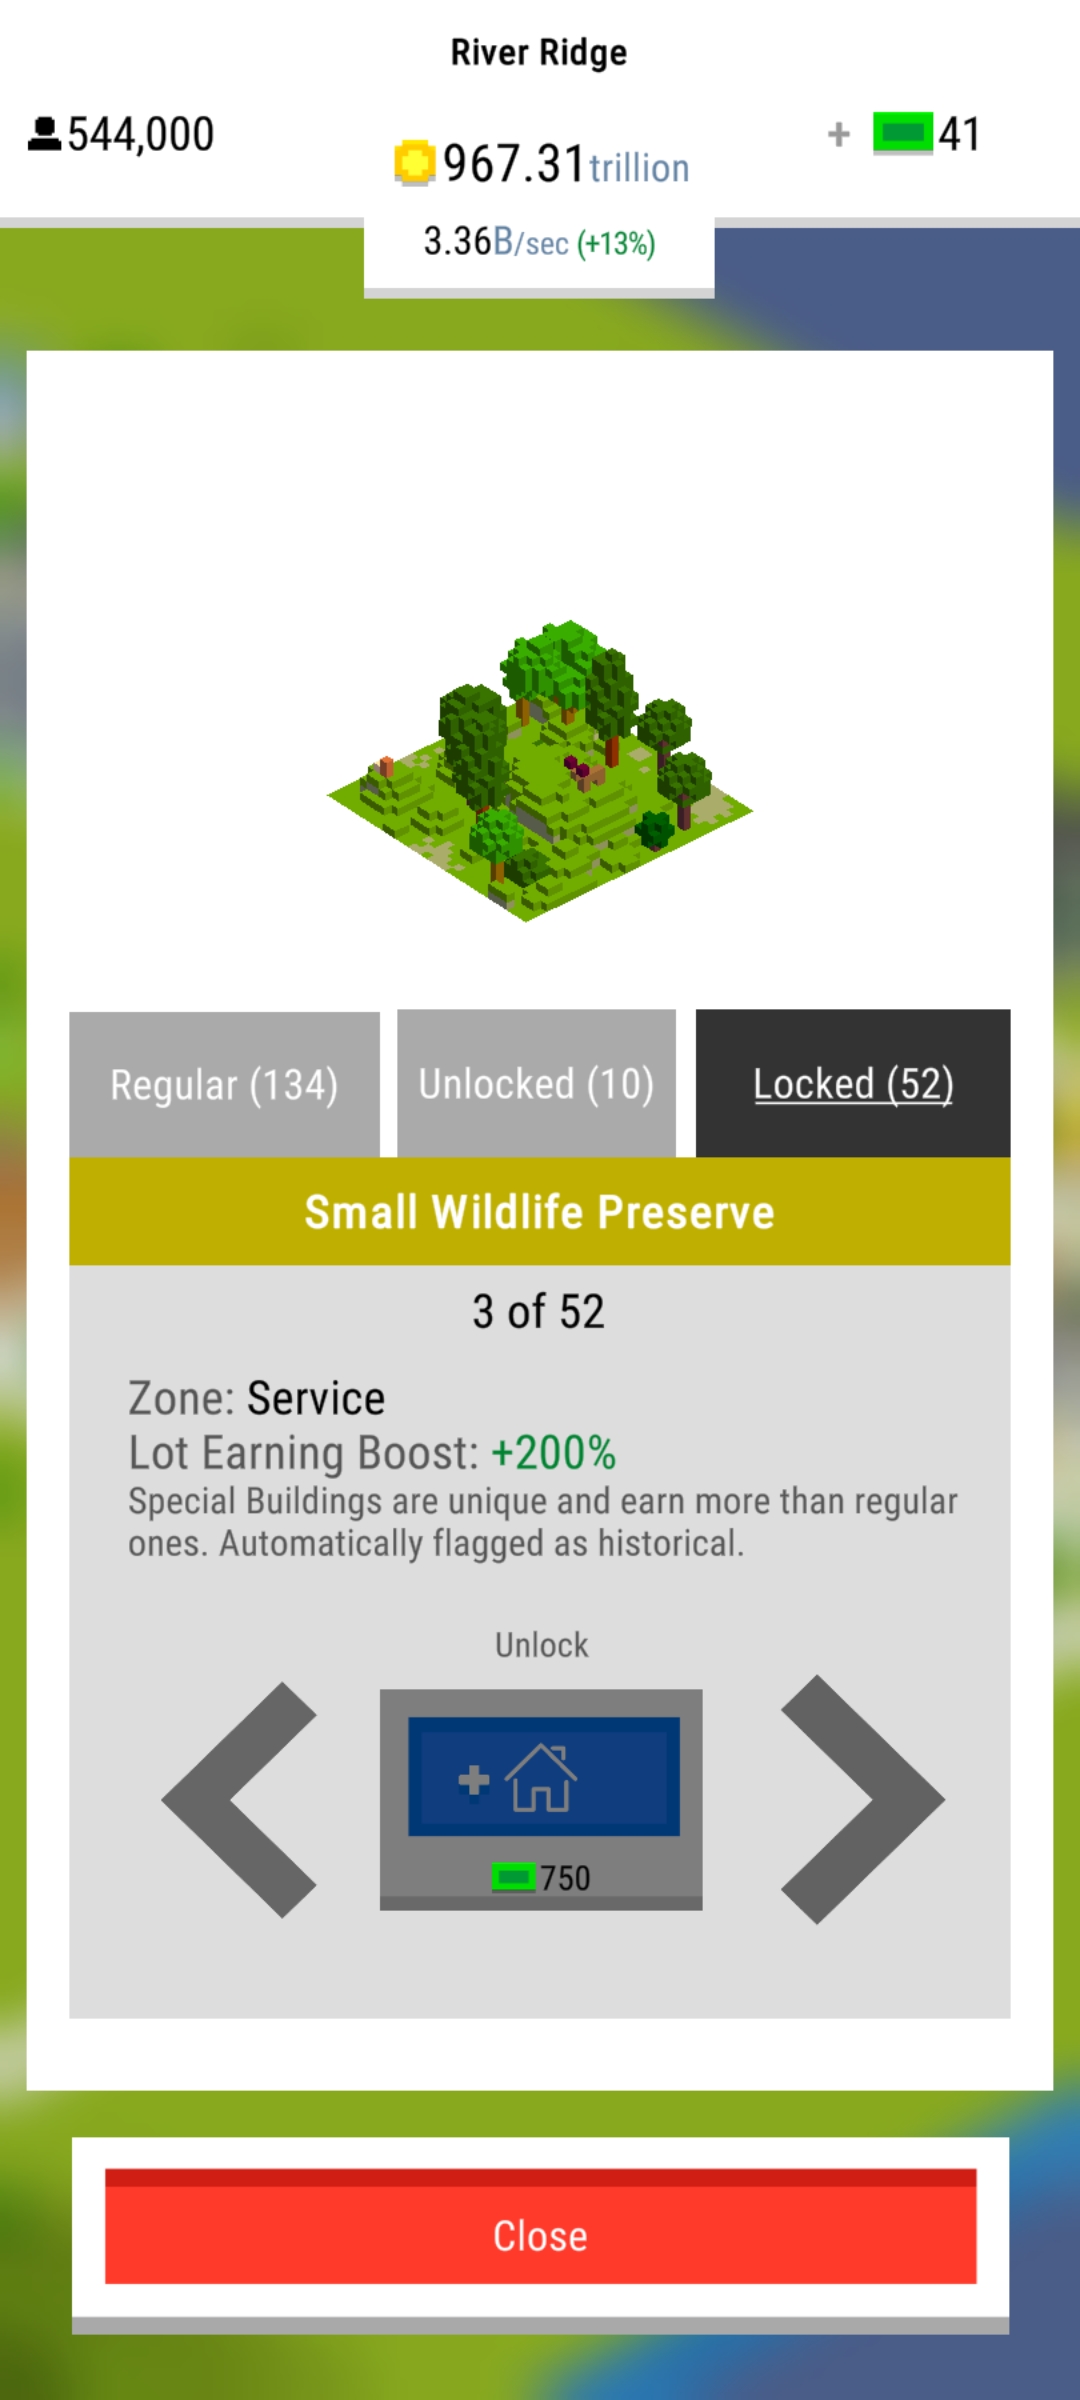 River Ridge
544,000
+ 41
967.31trillion
3.36B/sec (+13%)
Regular (134)
Unlocked (10)
Locked (52)
Small Wildlife Preserve
3 of 52
Zone: Service
Lot Earning Boost: +200%
Special Buildings are unique and earn more than regular
ones. Automatically flagged as historical.
Unlock
+
750
Close